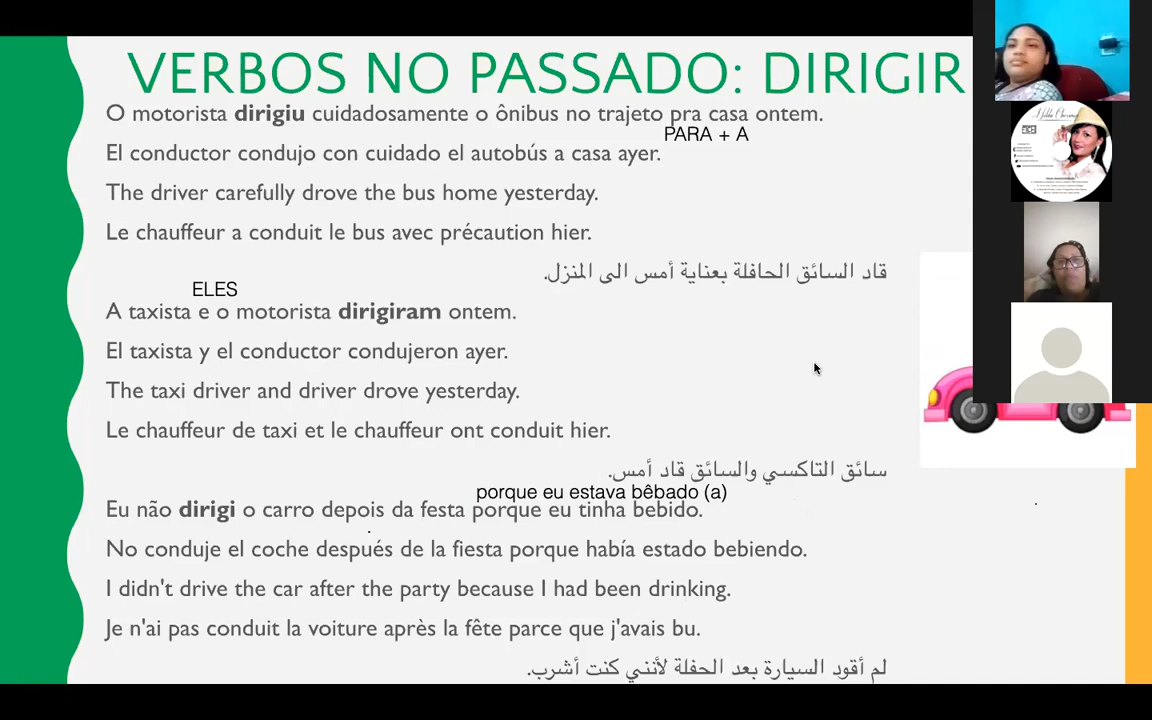 VERBOS NO PASSADO: DIRIGIR
O motorista dirigiu cuidadosamente o ônibus no trajeto pra casa ontem.
PARA + A
El conductor condujo con cuidado el autobús a casa ayer.
The driver carefully drove the bus home yesterday.
Le chauffeur a conduit le bus avec précaution hier.
قاد السائق الحافلة بعناية أمس الى المنزل.
ELES
A taxista e o motorista dirigiram ontem.
El taxista y el conductor condujeron ayer.
The taxi driver and driver drove yesterday.
Le chauffeur de taxi et le chauffeur ont conduit hier.
سائق التاكسي والسائق قاد أمس.
porque eu estava bêbado (a)
Eu não dirigi o carro depois da festa porque eu tinha bebido.
No conduje el coche después de la fiesta porque había estado bebiendo.
I didn't drive the car after the party because I had been drinking.
Je n'ai pas conduit la voiture après la fête parce que j'avais bu.
لم أقود السيارة بعد الحفلة لأنني كنت أشرب.